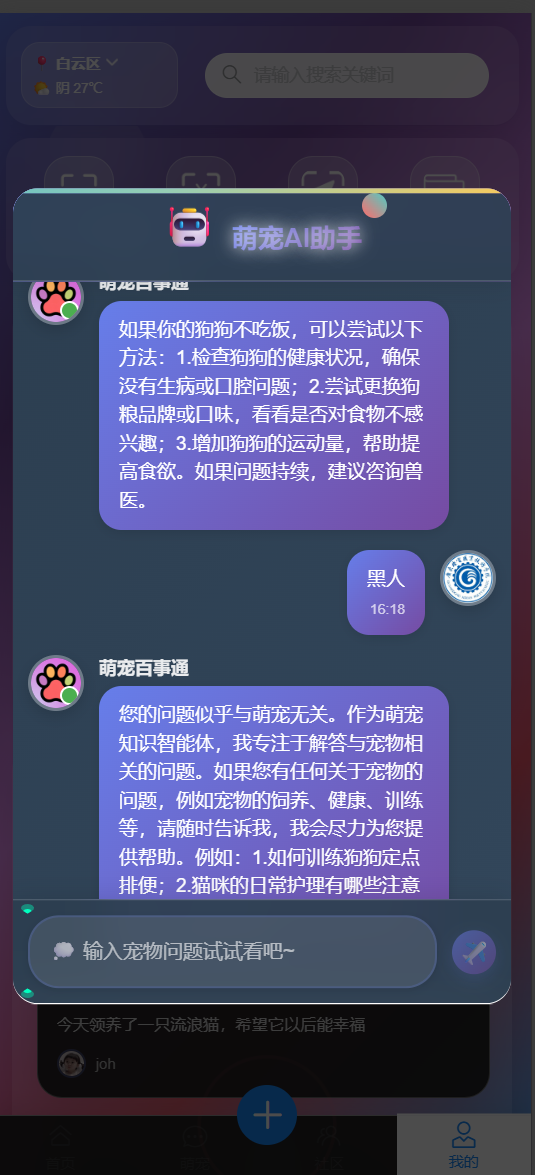 白云区
阴 27℃
请输入搜索关键词
萌宠AI助手
萌宠百事通
如果你的狗狗不吃饭，可以尝试以下
方法：1.检查狗狗的健康状况，确保
没有生病或口腔问题；2.尝试更换狗
粮品牌或口味，看看是否对食物不感
兴趣；3.增加狗狗的运动量，帮助提
高食欲。如果问题持续，建议咨询兽
医。
黑人
16:18
萌宠百事通
您的问题似乎与萌宠无关。作为萌宠
知识智能体，我专注于解答与宠物相
关的问题。如果您有任何关于宠物的
问题，例如宠物的饲养、健康、训练
等，请随时告诉我，我会尽力为您提
供帮助。例如：1.如何训练狗狗定点
排便；2.猫咪的日常护理有哪些注意
输入宠物问题试试看吧~
今天领养了一只流浪猫，希望它以后能幸福
joh
我的